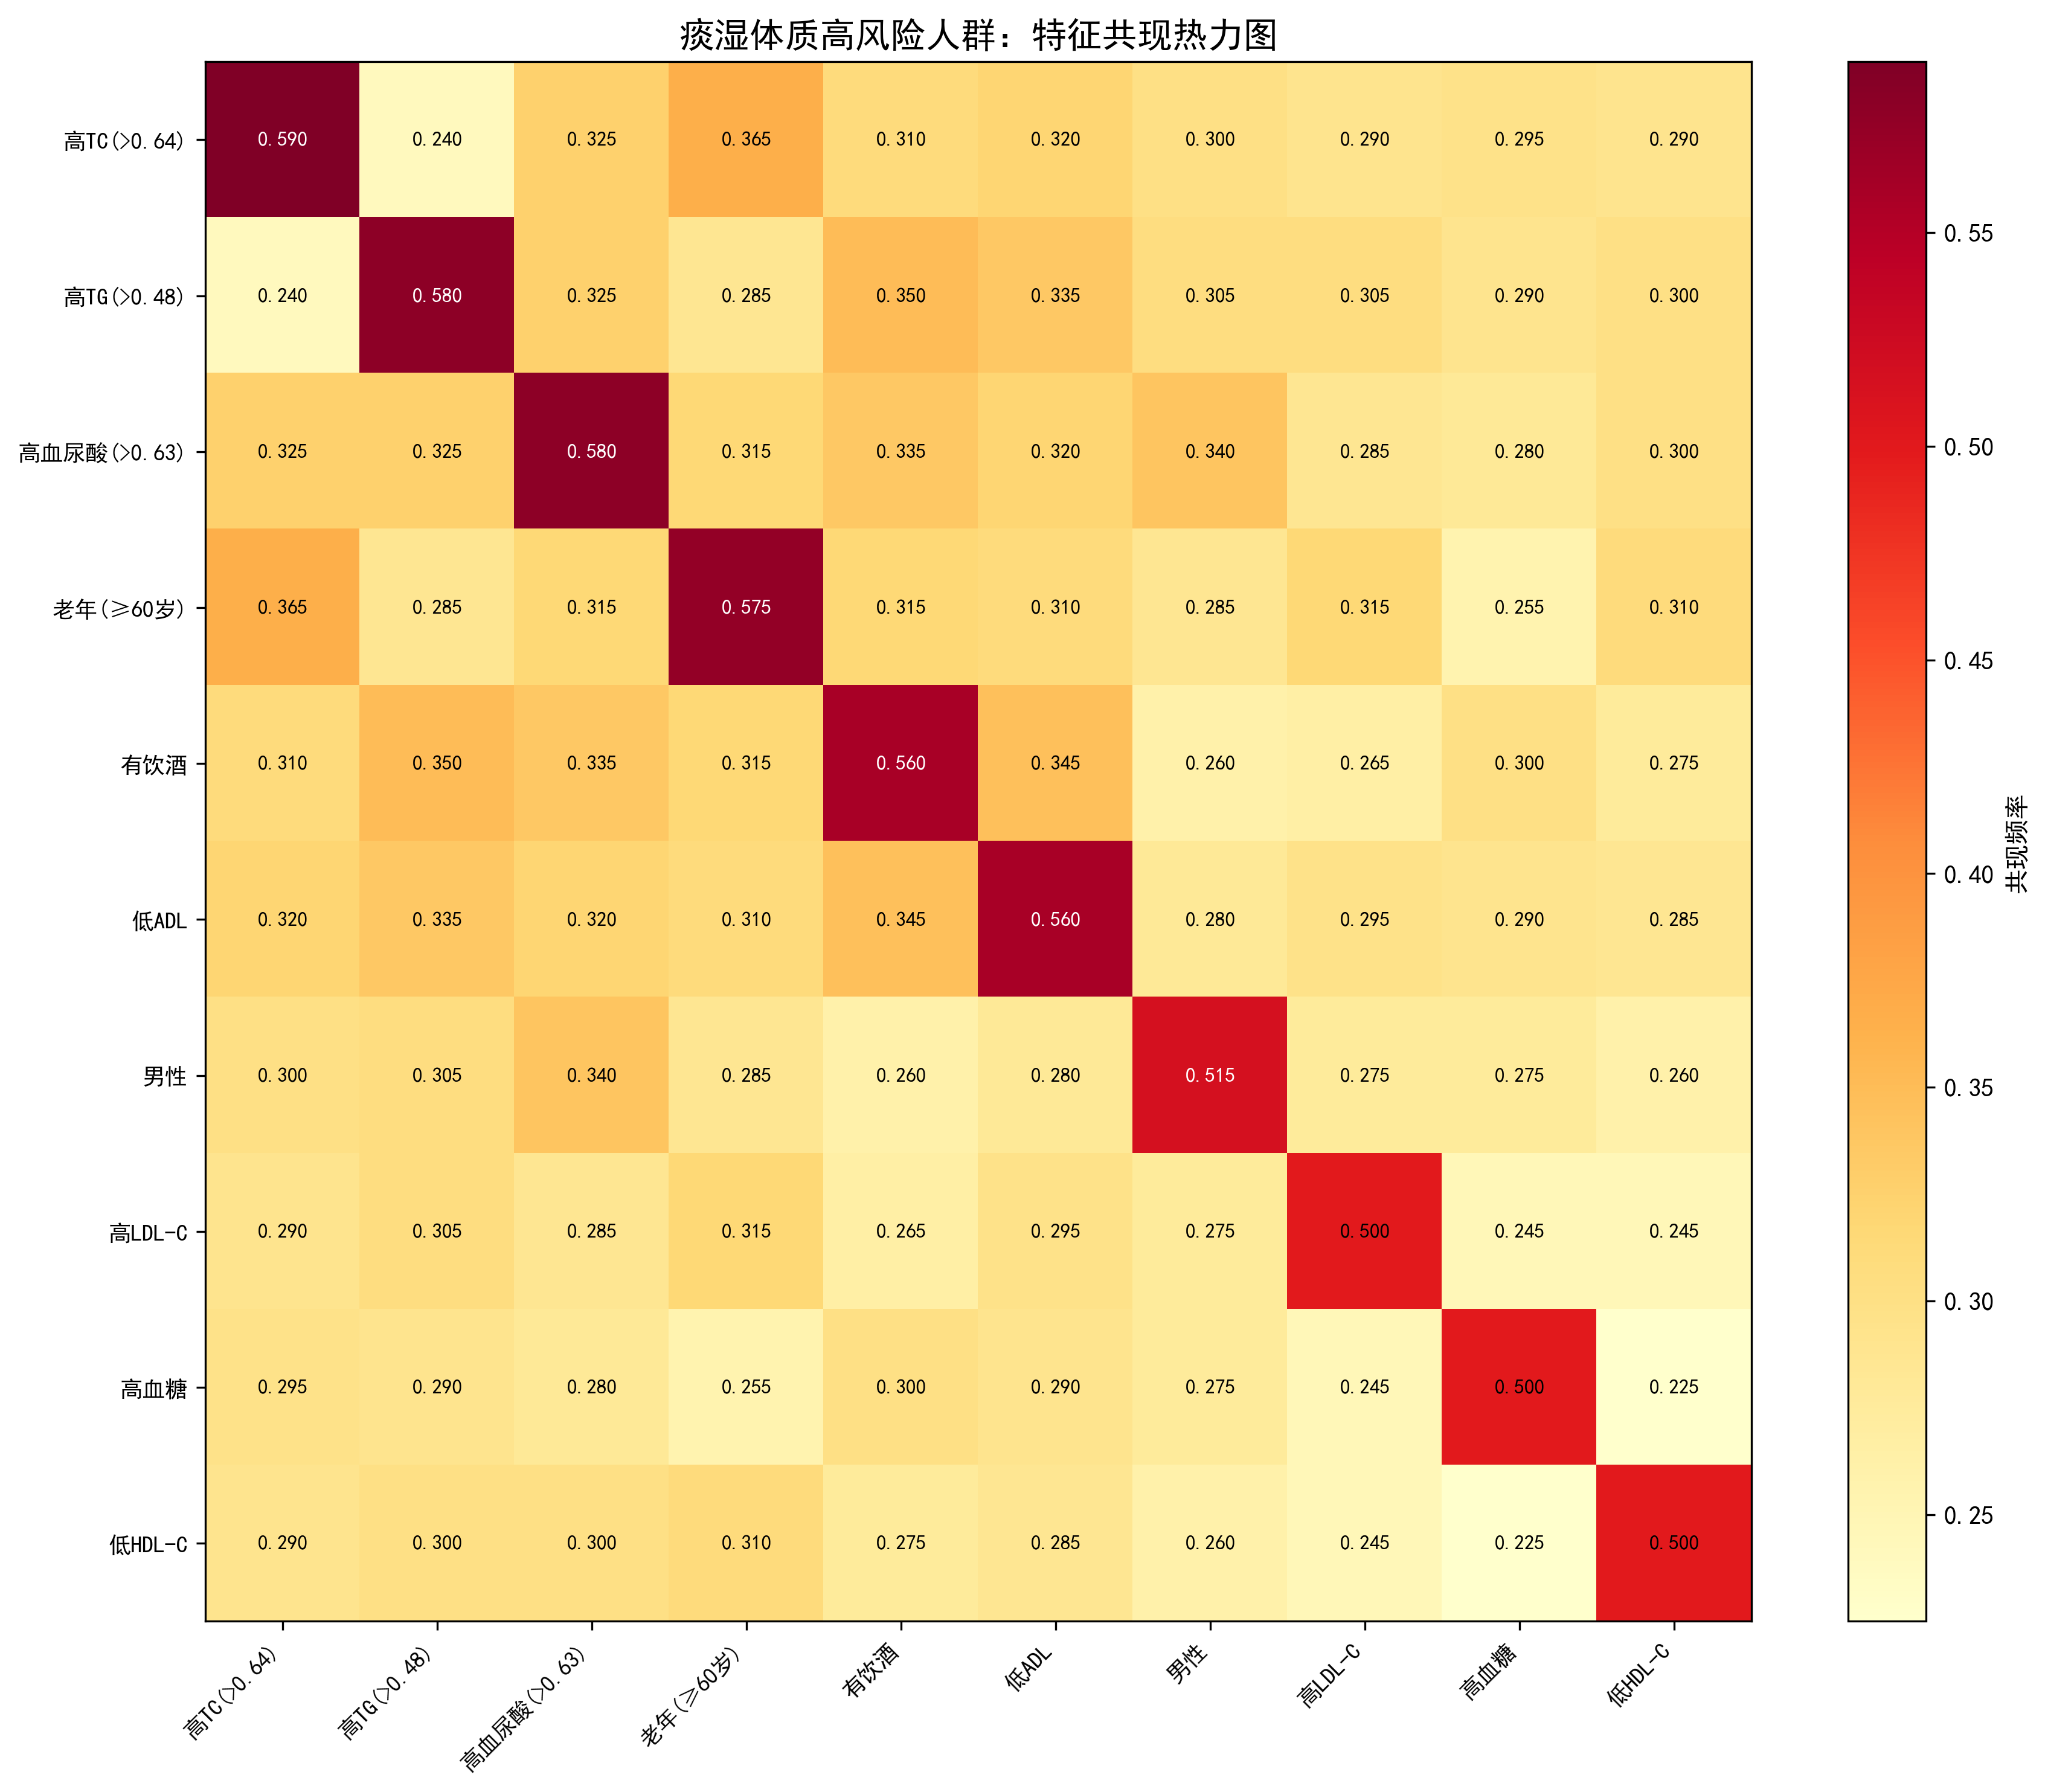 痰湿体质高风险人群：特征共现热力图
高TC(>0.64) 0.590 0.240 0.325 0.365 0.310 0.320 0.300 0.290 0.295 0.290
高TG(>0.48) 0.240 0.580 0.325 0.285 0.350 0.335 0.305 0.305 0.290 0.300
高血尿酸(>0.63) 0.325 0.325 0.580 0.315 0.335 0.320 0.340 0.285 0.280 0.300
老年(≥60岁) 0.365 0.285 0.315 0.575 0.315 0.310 0.285 0.315 0.255 0.310
有饮酒 0.310 0.350 0.335 0.315 0.560 0.345 0.260 0.265 0.300 0.275
低ADL 0.320 0.335 0.320 0.310 0.345 0.560 0.280 0.295 0.290 0.285
男性 0.300 0.305 0.340 0.285 0.260 0.280 0.515 0.275 0.275 0.260
高LDL-C 0.290 0.305 0.285 0.315 0.265 0.295 0.275 0.500 0.245 0.245
高血糖 0.295 0.290 0.280 0.255 0.300 0.290 0.275 0.245 0.500 0.225
低HDL-C 0.290 0.300 0.300 0.310 0.275 0.285 0.260 0.245 0.225 0.500
高TC(>0.64) 高TG(>0.48) 高血尿酸(>0.63) 老年(≥60岁) 有饮酒 低ADL 男性 高LDL-C 高血糖 低HDL-C
0.55
0.50
0.45
0.40
0.35
0.30
0.25
共现频率